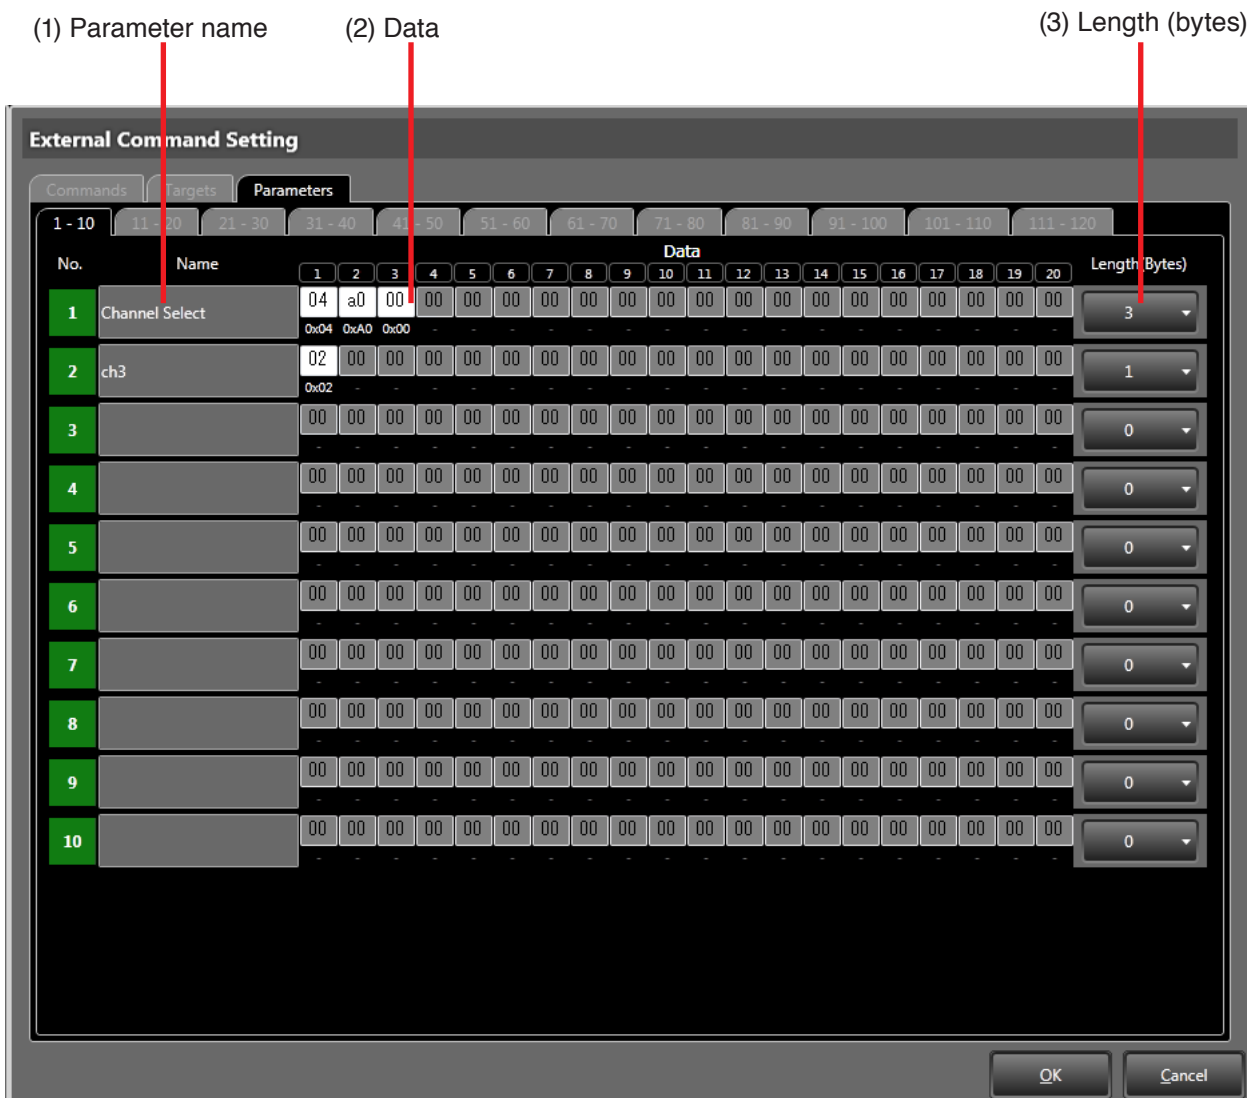 (1) Parameter name (2) Data (3) Length (bytes)
External Command Setting
Commands Targets Parameters
1 - 10 11 - 20 21 - 30 31 - 40 41 - 50 51 - 60 61 - 70 71 - 80 81 - 90 91 - 100 101 - 110 111 - 120
Data
No. Name Length(Bytes)
1 2 3 4 5 6 7 8 9 10 11 12 13 14 15 16 17 18 19 20
1 Channel Select 04 a0 00 00 00 00 00 00 00 00 00 00 00 00 00 00 00 00 00 00 3
0x04 0xA0 0x00 - - - - - - - - - - - - - - - - -
2 ch3 02 00 00 00 00 00 00 00 00 00 00 00 00 00 00 00 00 00 00 00 1
0x02 - - - - - - - - - - - - - - - - - - -
3 00 00 00 00 00 00 00 00 00 00 00 00 00 00 00 00 00 00 00 00 0
- - - - - - - - - - - - - - - - - - - -
4 00 00 00 00 00 00 00 00 00 00 00 00 00 00 00 00 00 00 00 00 0
- - - - - - - - - - - - - - - - - - - -
5 00 00 00 00 00 00 00 00 00 00 00 00 00 00 00 00 00 00 00 00 0
- - - - - - - - - - - - - - - - - - - -
6 00 00 00 00 00 00 00 00 00 00 00 00 00 00 00 00 00 00 00 00 0
- - - - - - - - - - - - - - - - - - - -
7 00 00 00 00 00 00 00 00 00 00 00 00 00 00 00 00 00 00 00 00 0
- - - - - - - - - - - - - - - - - - - -
8 00 00 00 00 00 00 00 00 00 00 00 00 00 00 00 00 00 00 00 00 0
- - - - - - - - - - - - - - - - - - - -
9 00 00 00 00 00 00 00 00 00 00 00 00 00 00 00 00 00 00 00 00 0
- - - - - - - - - - - - - - - - - - - -
10 00 00 00 00 00 00 00 00 00 00 00 00 00 00 00 00 00 00 00 00 0
- - - - - - - - - - - - - - - - - - - -
OK Cancel